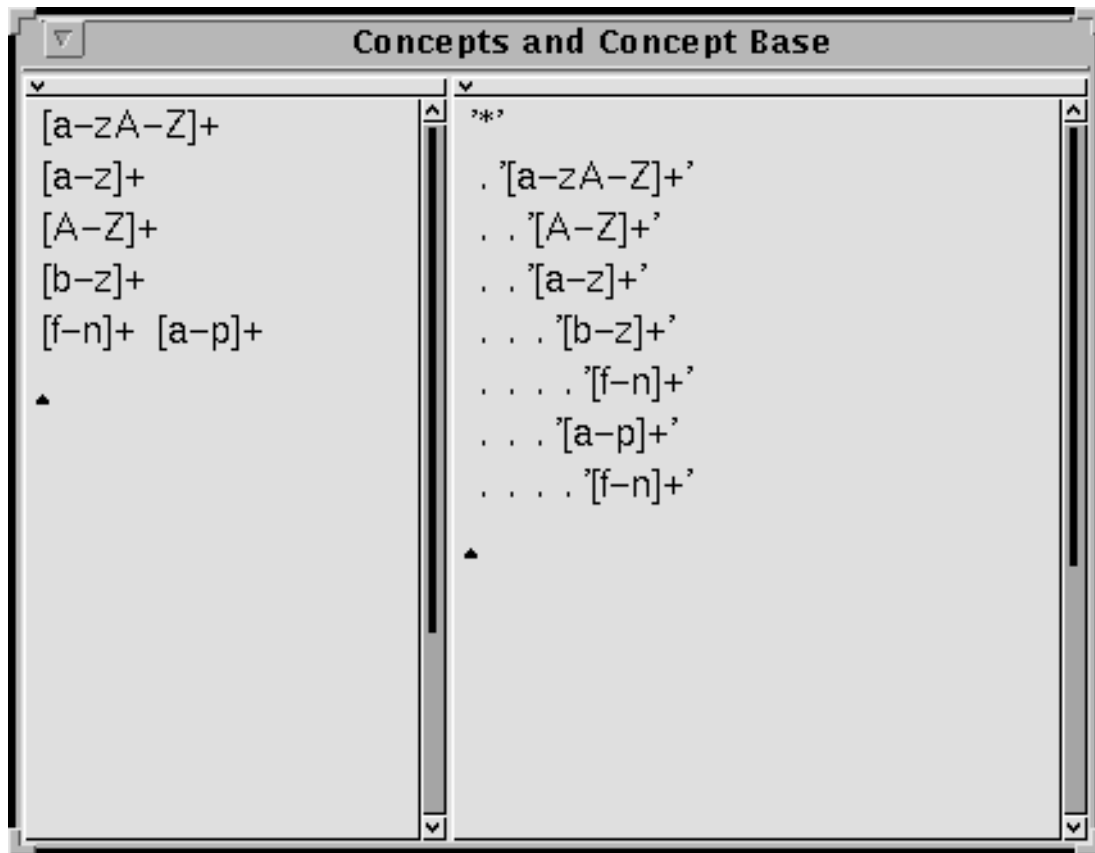 Concepts and Concept Base
[a−zA−Z]+
[a−z]+
[A−Z]+
[b−z]+
[f−n]+ [a−p]+
’*’
. ’[a−zA−Z]+’
. . ’[A−Z]+’
. . ’[a−z]+’
. . . ’[b−z]+’
. . . . ’[f−n]+’
. . . ’[a−p]+’
. . . . ’[f−n]+’